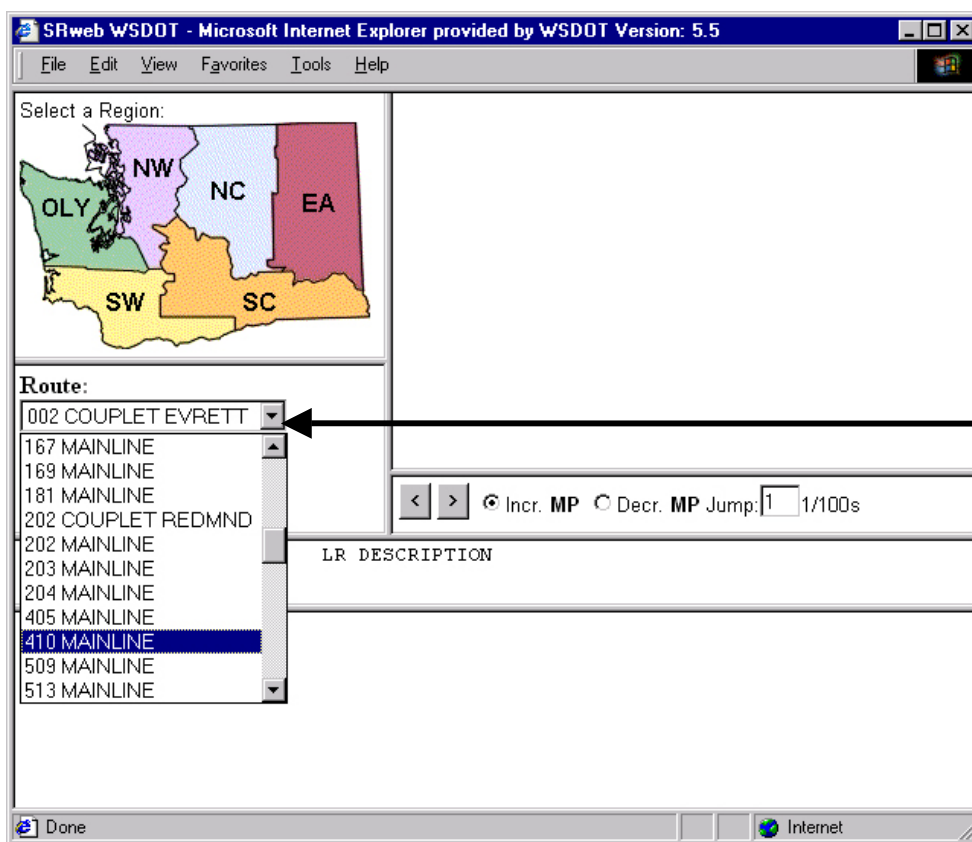 SRweb WSDOT - Microsoft Internet Explorer provided by WSDOT Version: 5.5
File Edit View Favorites Tools Help
Select a Region:
NW
NC
EA
OLY
SW
SC
Route:
002 COUPLET EVRETT
167 MAINLINE
169 MAINLINE
181 MAINLINE
202 COUPLET REDMND
202 MAINLINE
203 MAINLINE
204 MAINLINE
405 MAINLINE
410 MAINLINE
509 MAINLINE
513 MAINLINE
< > Incr. MP Decr. MP Jump: 1 1/100s
LR DESCRIPTION
Done
Internet